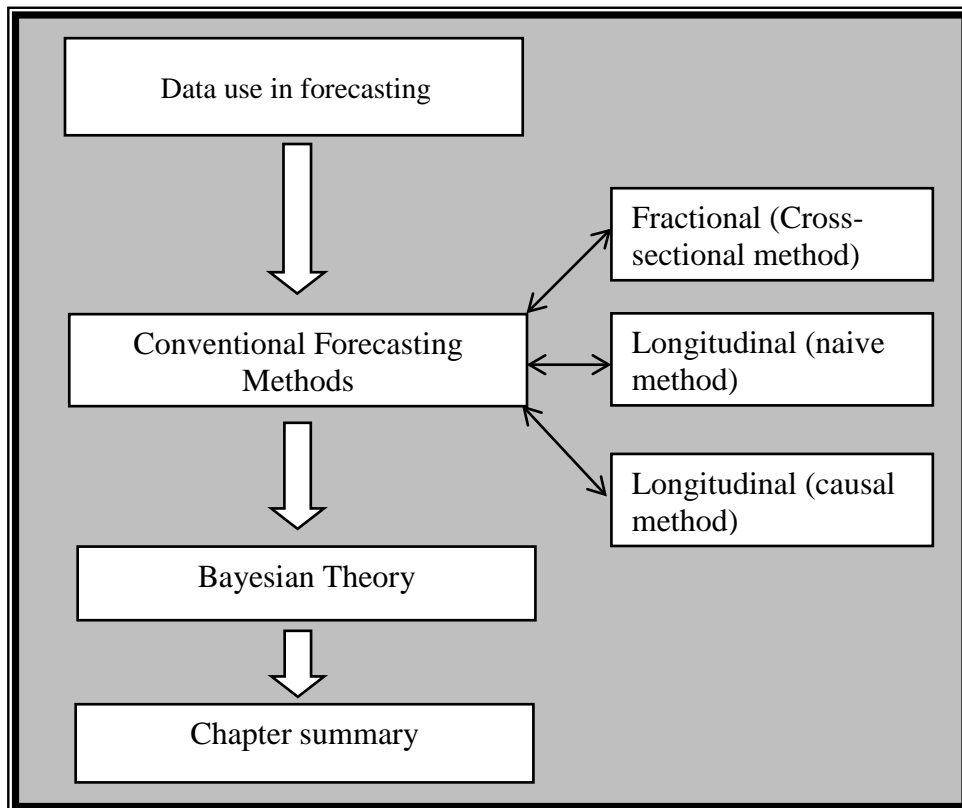 Data use in forecasting
Fractional (Cross-
sectional method)
Conventional Forecasting
Methods
Longitudinal (naive
method)
Longitudinal (causal
method)
Bayesian Theory
Chapter summary